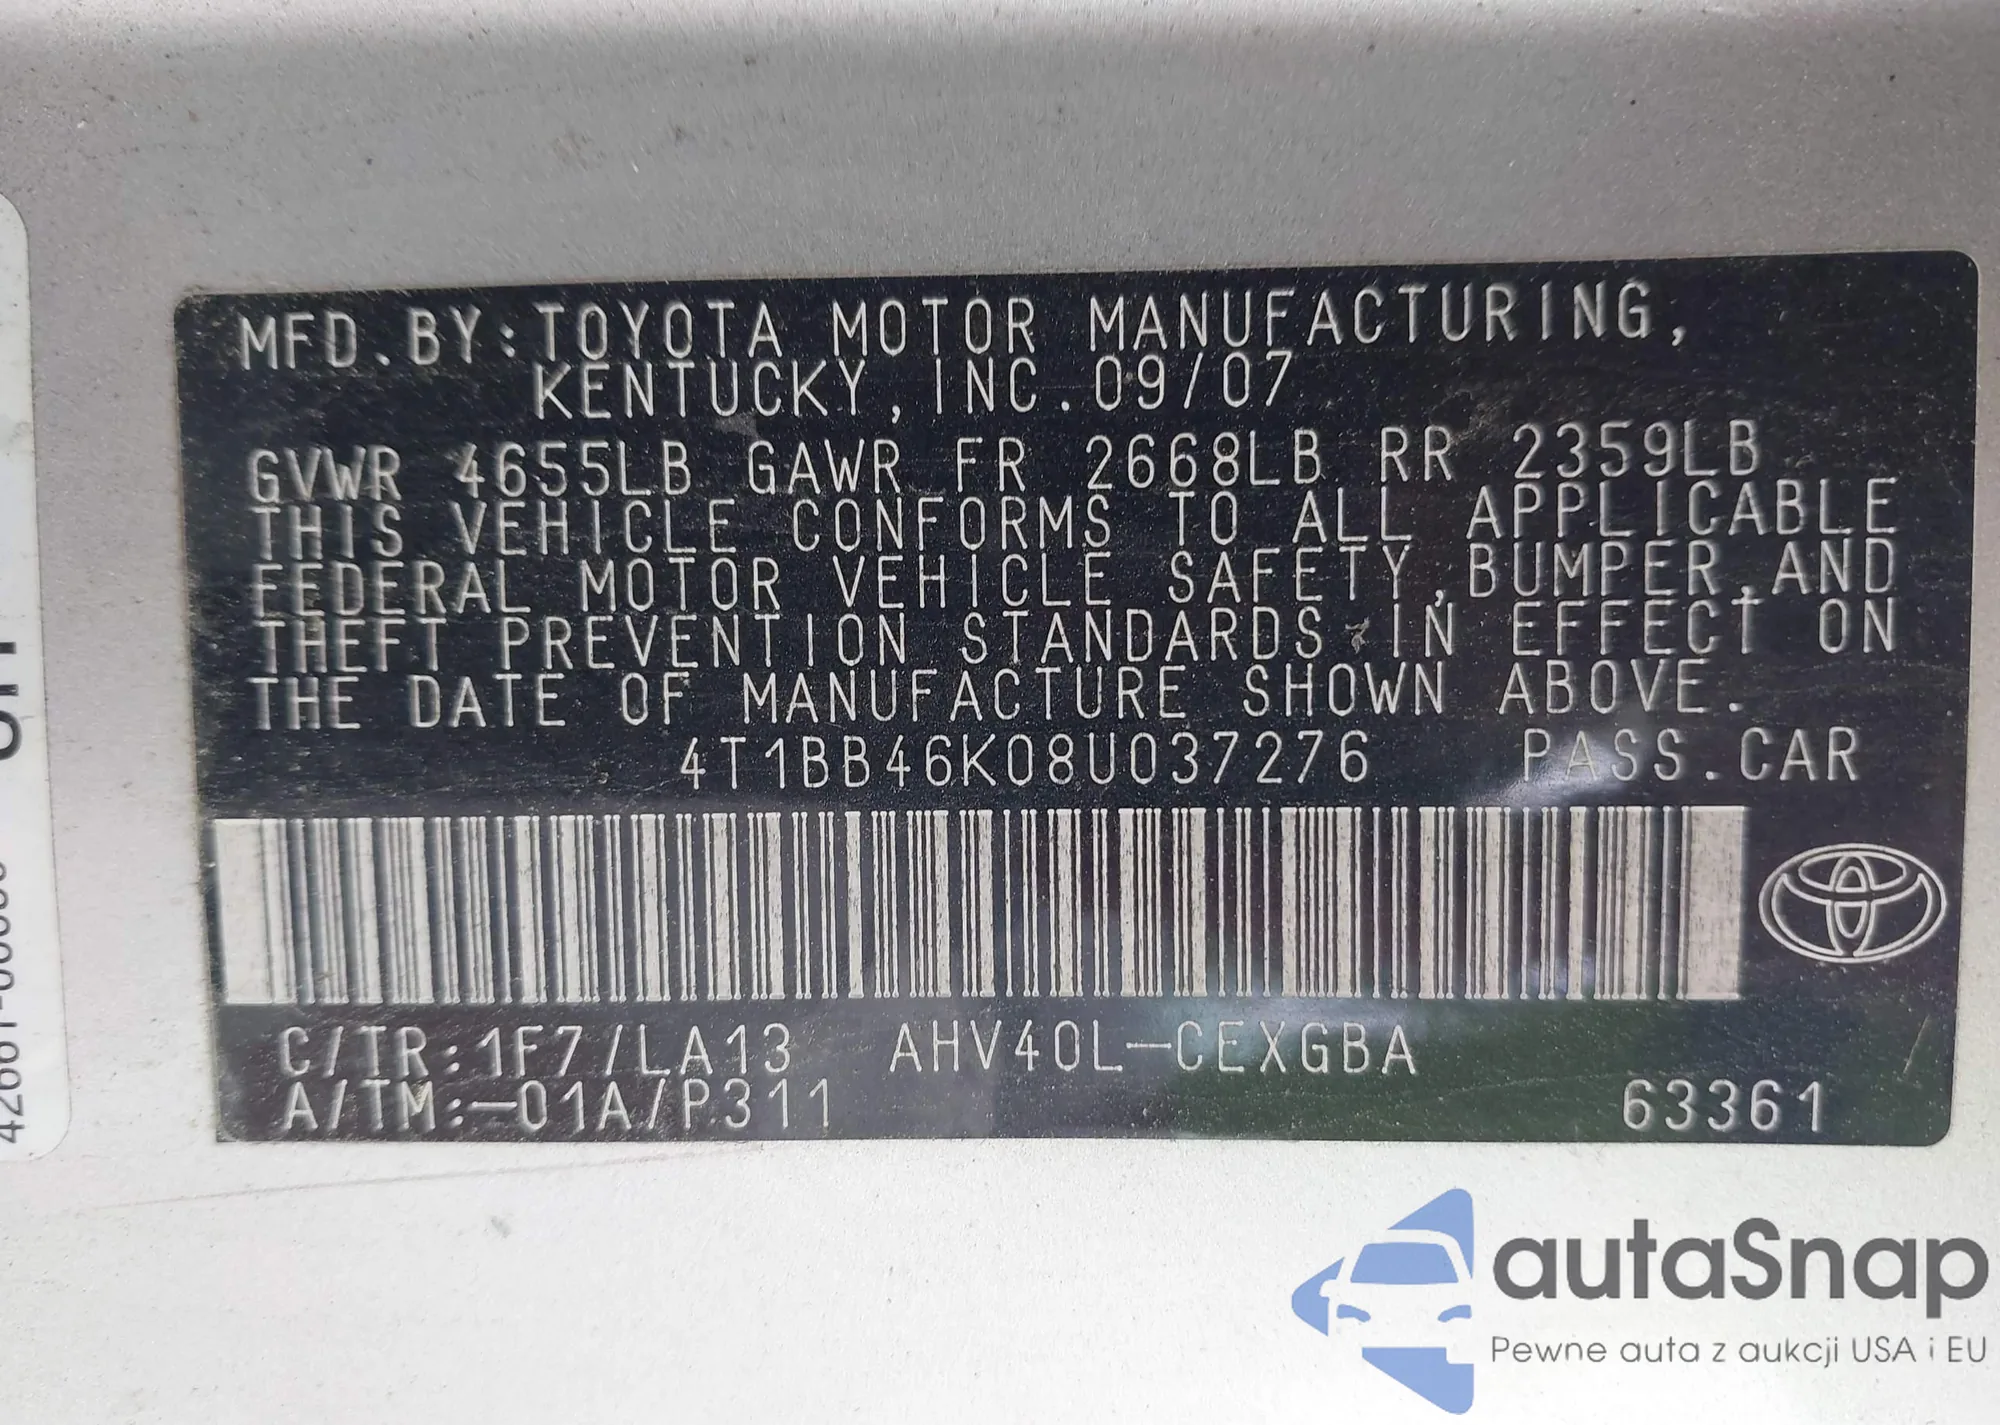 MFD.BY:TOYOTA MOTOR MANUFACTURING,
KENTUCKY, INC.09/07
GVWR 4655LB GAWR FR 2668LB RR 2359LB
THIS VEHICLE CONFORMS TO ALL APPLICABLE
FEDERAL MOTOR VEHICLE SAFETY,BUMPER,AND
THEFT PREVENTION STANDARDS IN EFFECT ON
THE DATE OF MANUFACTURE SHOWN ABOVE.
4T1BB46K08U037276 PASS.CAR
C/TR:1F7/LA13 AHV40L-CEXGBA
A/TM:-01A/P311 63361
autaSnap
Pewne auta z aukcji USA i EU